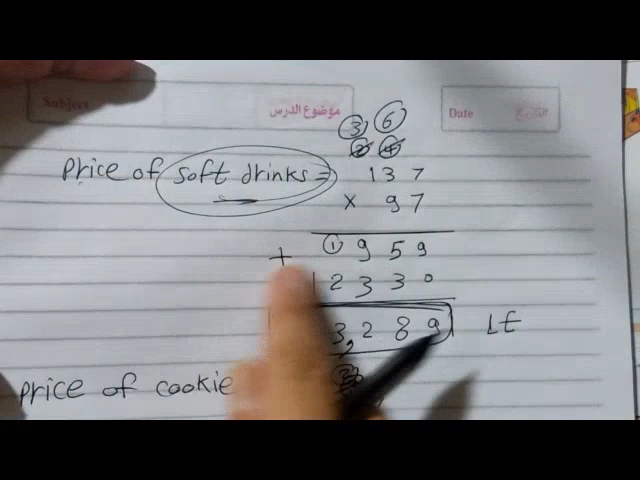 Subject موضوع الدرس Date التاريخ
3 6
2 4
Price of soft drinks = 137
x 97
1 959
+ 12330
3,289 LE
price of cookie